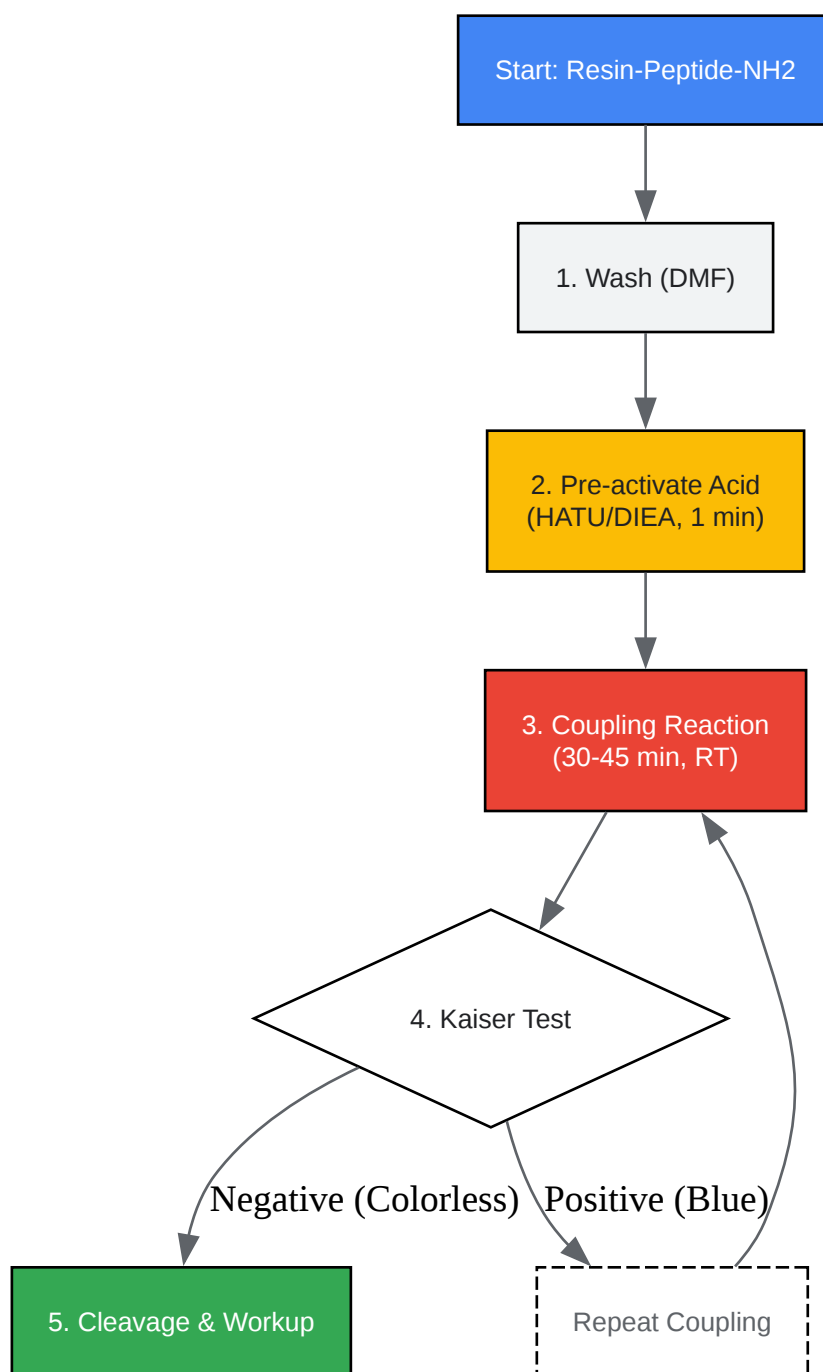 Start: Resin-Peptide-NH2
1. Wash (DMF)
2. Pre-activate Acid
(HATU/DIEA, 1 min)
3. Coupling Reaction
(30-45 min, RT)
4. Kaiser Test
Negative (Colorless)
Positive (Blue)
5. Cleavage & Workup
Repeat Coupling